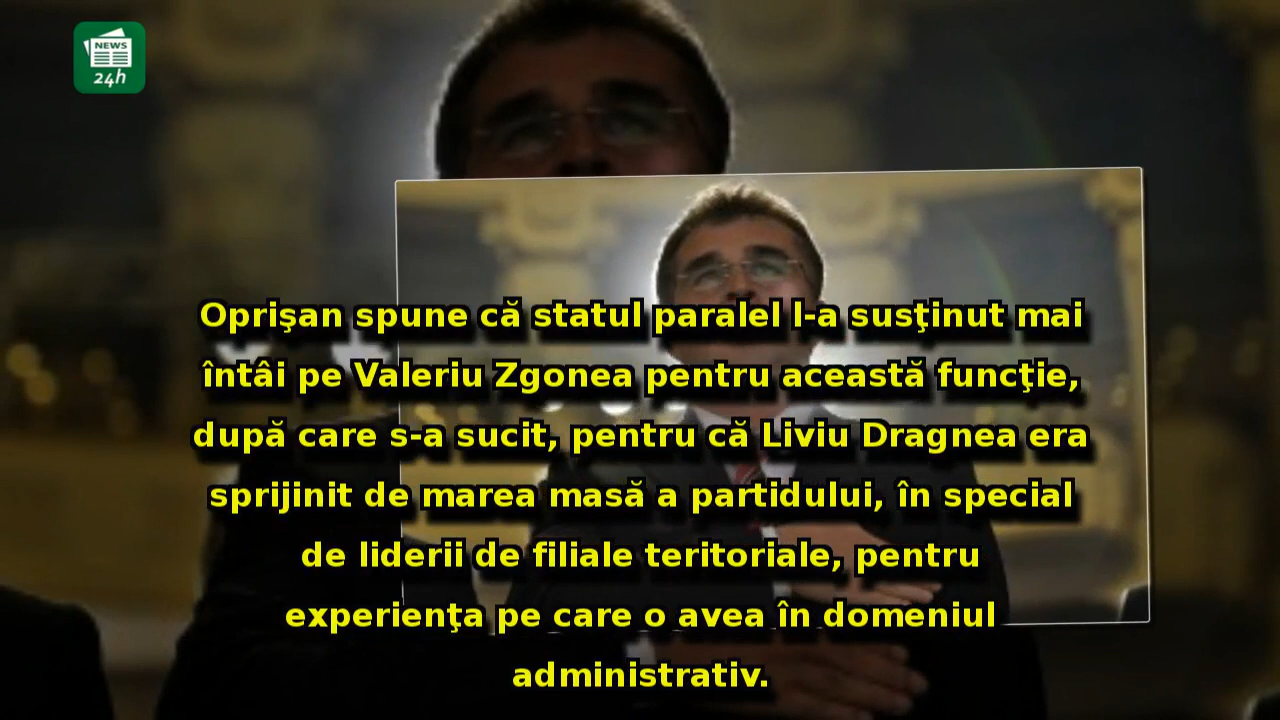 NEWS
24h
Oprişan spune că statul paralel l-a susţinut mai
întâi pe Valeriu Zgonea pentru această funcţie,
după care s-a sucit, pentru că Liviu Dragnea era
sprijinit de marea masă a partidului, în special
de liderii de filiale teritoriale, pentru
experienţa pe care o avea în domeniul
administrativ.